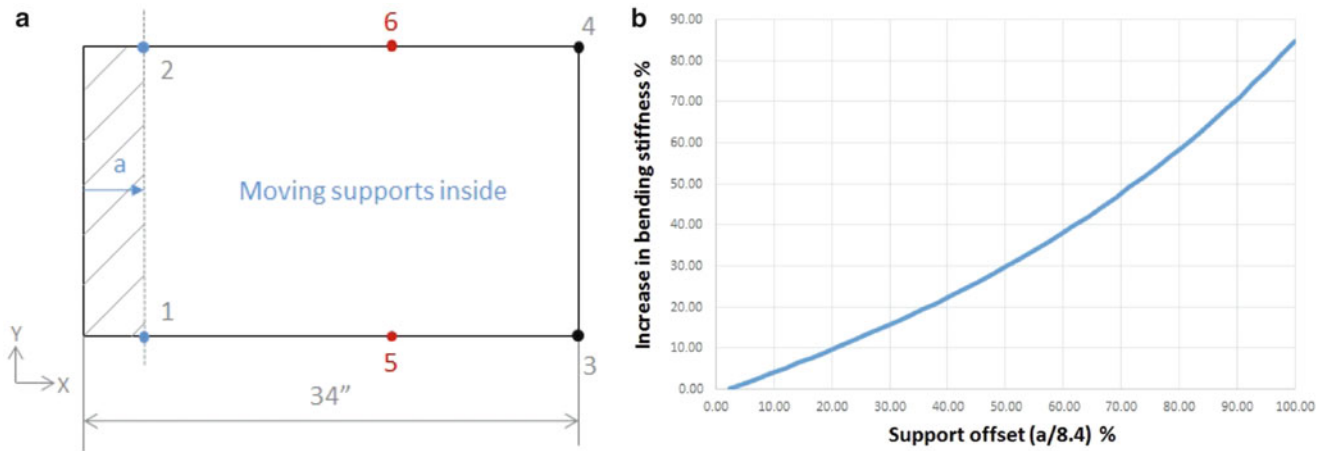 a
6
4
2
a
Moving supports inside
1
5
3
Y
X
34”
b
Increase in bending stiffness %
90.00
80.00
70.00
60.00
50.00
40.00
30.00
20.00
10.00
0.00
0.00 10.00 20.00 30.00 40.00 50.00 60.00 70.00 80.00 90.00 100.00
Support offset (a/8.4) %